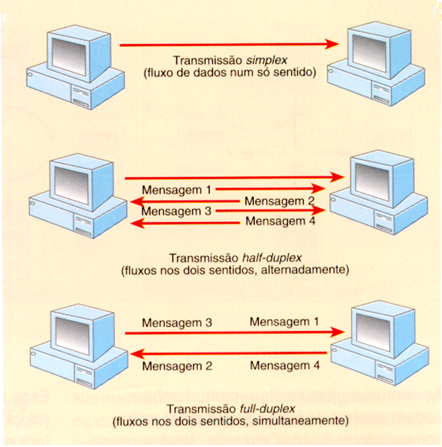 Transmissão simplex
(fluxo de dados num só sentido)
Mensagem 1
Mensagem 2
Mensagem 3
Mensagem 4
Transmissão half-duplex
(fluxos nos dois sentidos, alternadamente)
Mensagem 3 Mensagem 1
Mensagem 2 Mensagem 4
Transmissão full-duplex
(fluxos nos dois sentidos, simultaneamente)